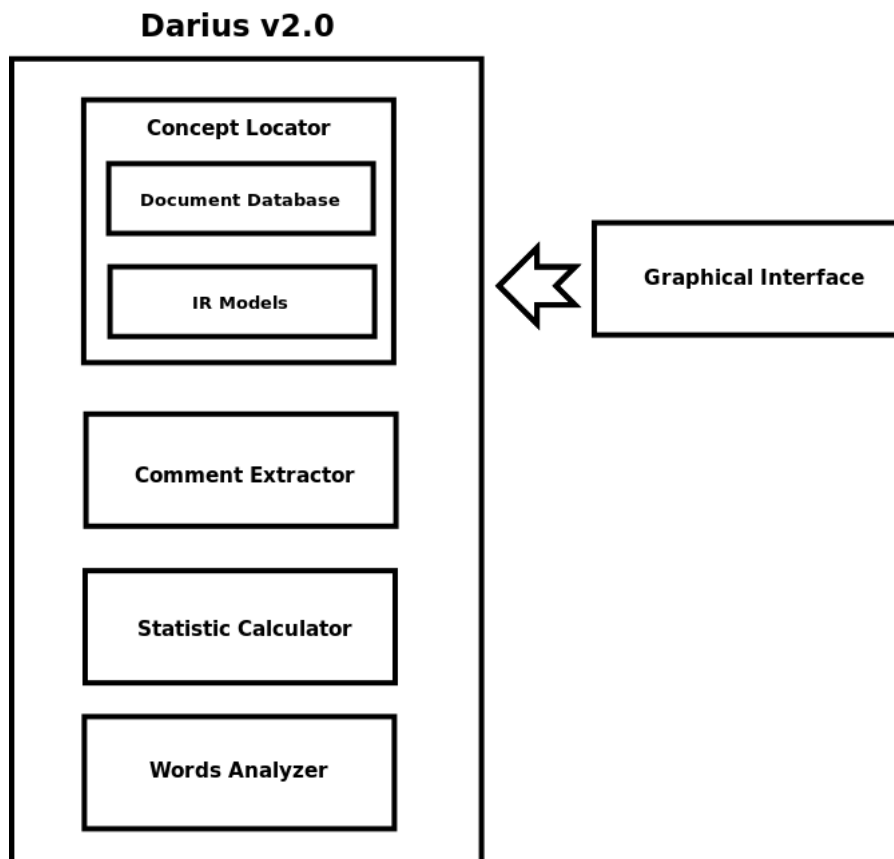 Darius v2.0
Concept Locator
Document Database
IR Models
Graphical Interface
Comment Extractor
Statistic Calculator
Words Analyzer